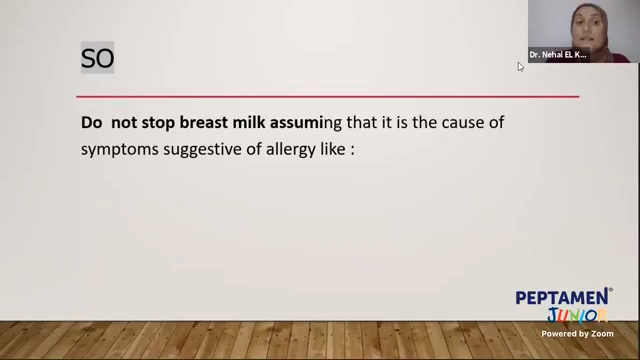 Dr. Nehal EL K...
SO
Do not stop breast milk assuming that it is the cause of
symptoms suggestive of allergy like :
PEPTAMEN®
JUNIOR
Powered by Zoom